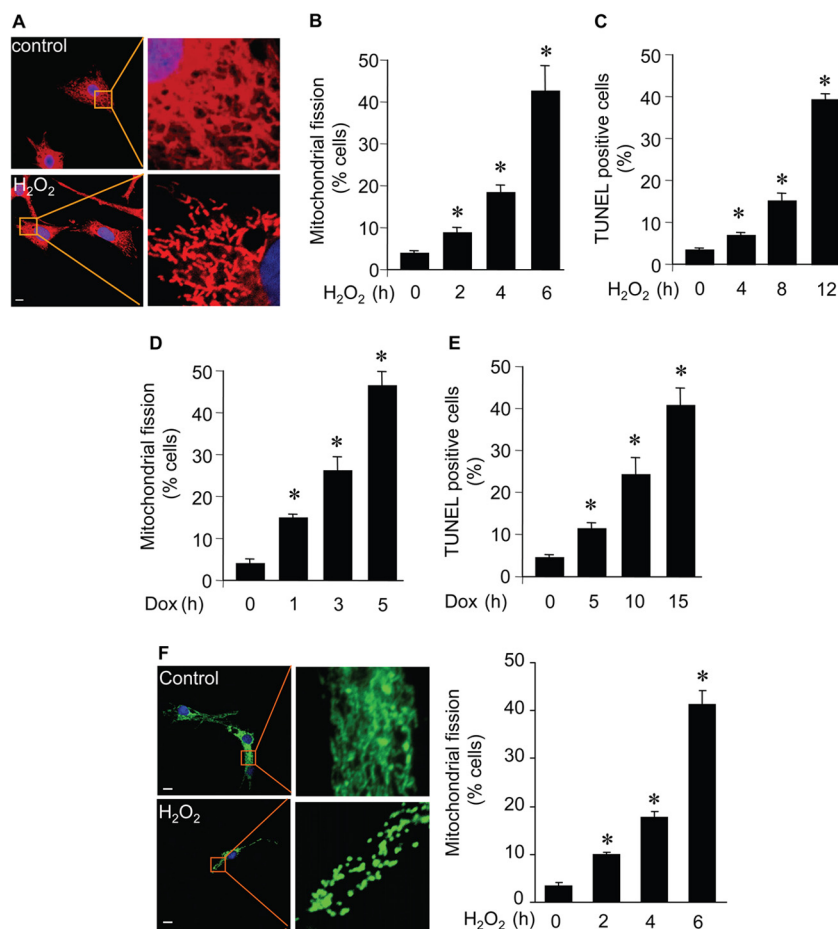 A
control
H₂O₂
B
Mitochondrial fission
(% cells)
50
40
30
20
10
0
* * *
H₂O₂ (h) 0 2 4 6
C
TUNEL positive cells
(%)
50
40
30
20
10
0
* * *
H₂O₂ (h) 0 4 8 12
D
Mitochondrial fission
(% cells)
50
40
30
20
10
0
* * *
Dox (h) 0 1 3 5
E
TUNEL positive cells
(%)
50
40
30
20
10
0
* * *
Dox (h) 0 5 10 15
F
Control
H₂O₂
Mitochondrial fission
(% cells)
50
40
30
20
10
0
* * *
H₂O₂ (h) 0 2 4 6